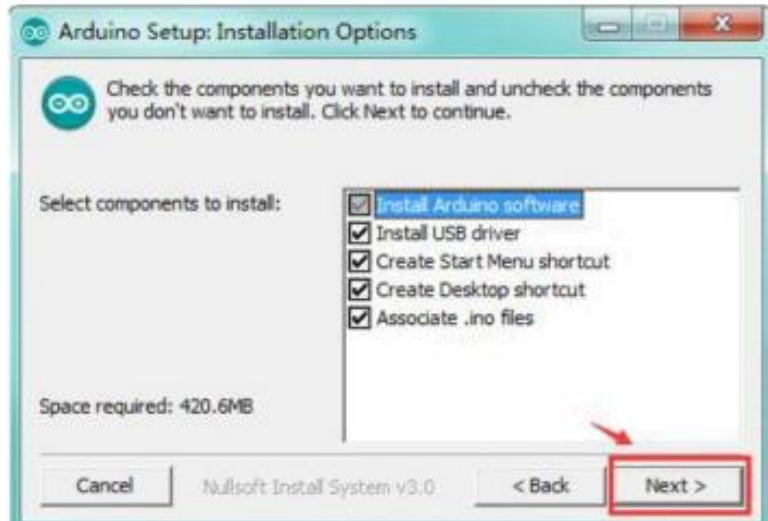 Arduino Setup: Installation Options
Check the components you want to install and uncheck the components
you don't want to install. Click Next to continue.
Select components to install:
Install Arduino software
Install USB driver
Create Start Menu shortcut
Create Desktop shortcut
Associate .ino files
Space required: 420.6MB
Cancel
Nullsoft Install System v3.0
< Back
Next >